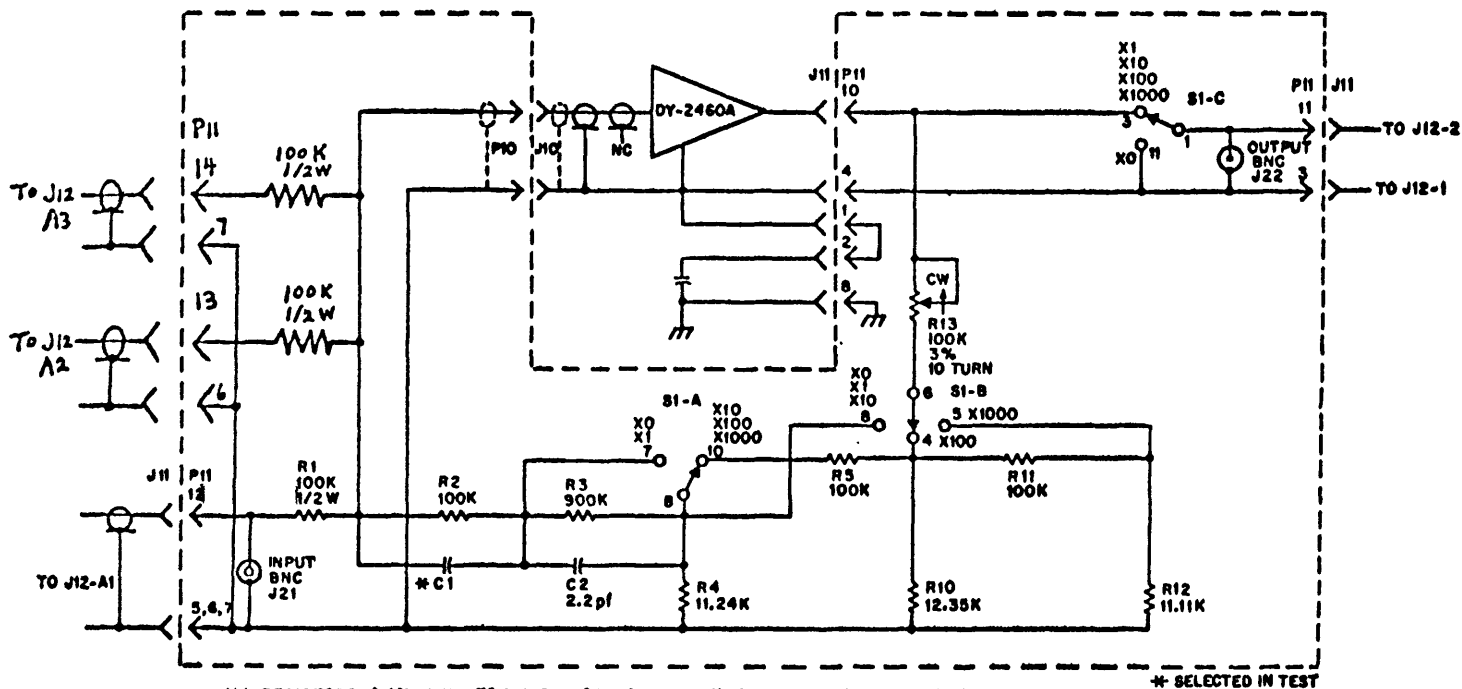 X1
X10
X100
X1000
S1-C
3
1
X0
11
OUTPUT
BNC
J22
P11
11
J11
TO J12-2
3
TO J12-1
J11
P11
10
DY-2460A
NC
P10
J10
4
1
2
8
P11
14
100K
1/2W
TO J12
A3
7
13
100K
1/2W
TO J12
A2
6
CW
R13
100K
3%
10 TURN
X0
X1
X10
8
6
S1-B
5 X1000
4
X100
S1-A
X0
X1
7
X10
X100
X1000
10
8
J11
P11
12
R1
100K
1/2W
R2
100K
R3
900K
R5
100K
R11
100K
TO J12-A1
INPUT
BNC
J21
* C1
C2
2.2pf
R4
11.24K
R10
12.35K
R12
11.11K
5,6,7
* SELECTED IN TEST